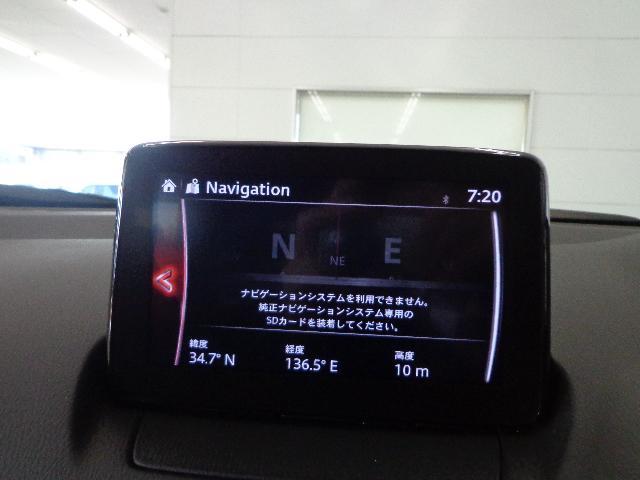 Navigation
7:20
N
NE
E
ナビゲーションシステムを利用できません。
純正ナビゲーションシステム専用の
SDカードを装着してください。
緯度
34.7° N
経度
136.5° E
高度
10 m